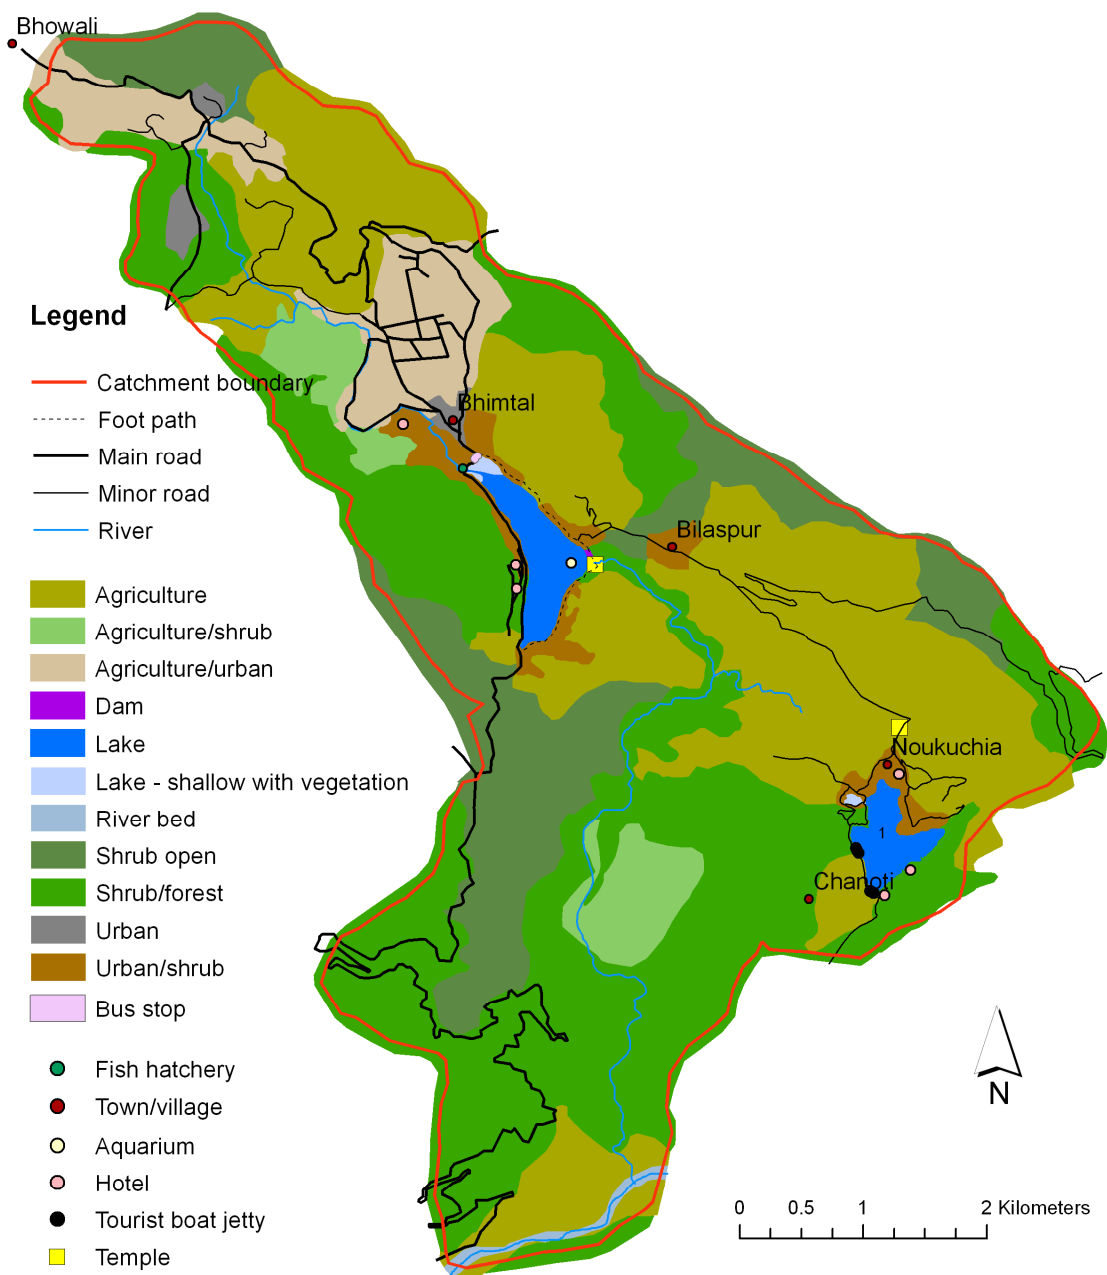 Bhowali
Legend
Catchment boundary
Foot path
Main road
Minor road
River
Agriculture
Agriculture/shrub
Agriculture/urban
Dam
Lake
Lake - shallow with vegetation
River bed
Shrub open
Shrub/forest
Urban
Urban/shrub
Bus stop
Fish hatchery
Town/village
Aquarium
Hotel
Tourist boat jetty
Temple
Bhimtal
Bilaspur
Noukuchia
1
Chanoti
N
0 0.5 1 2 Kilometers